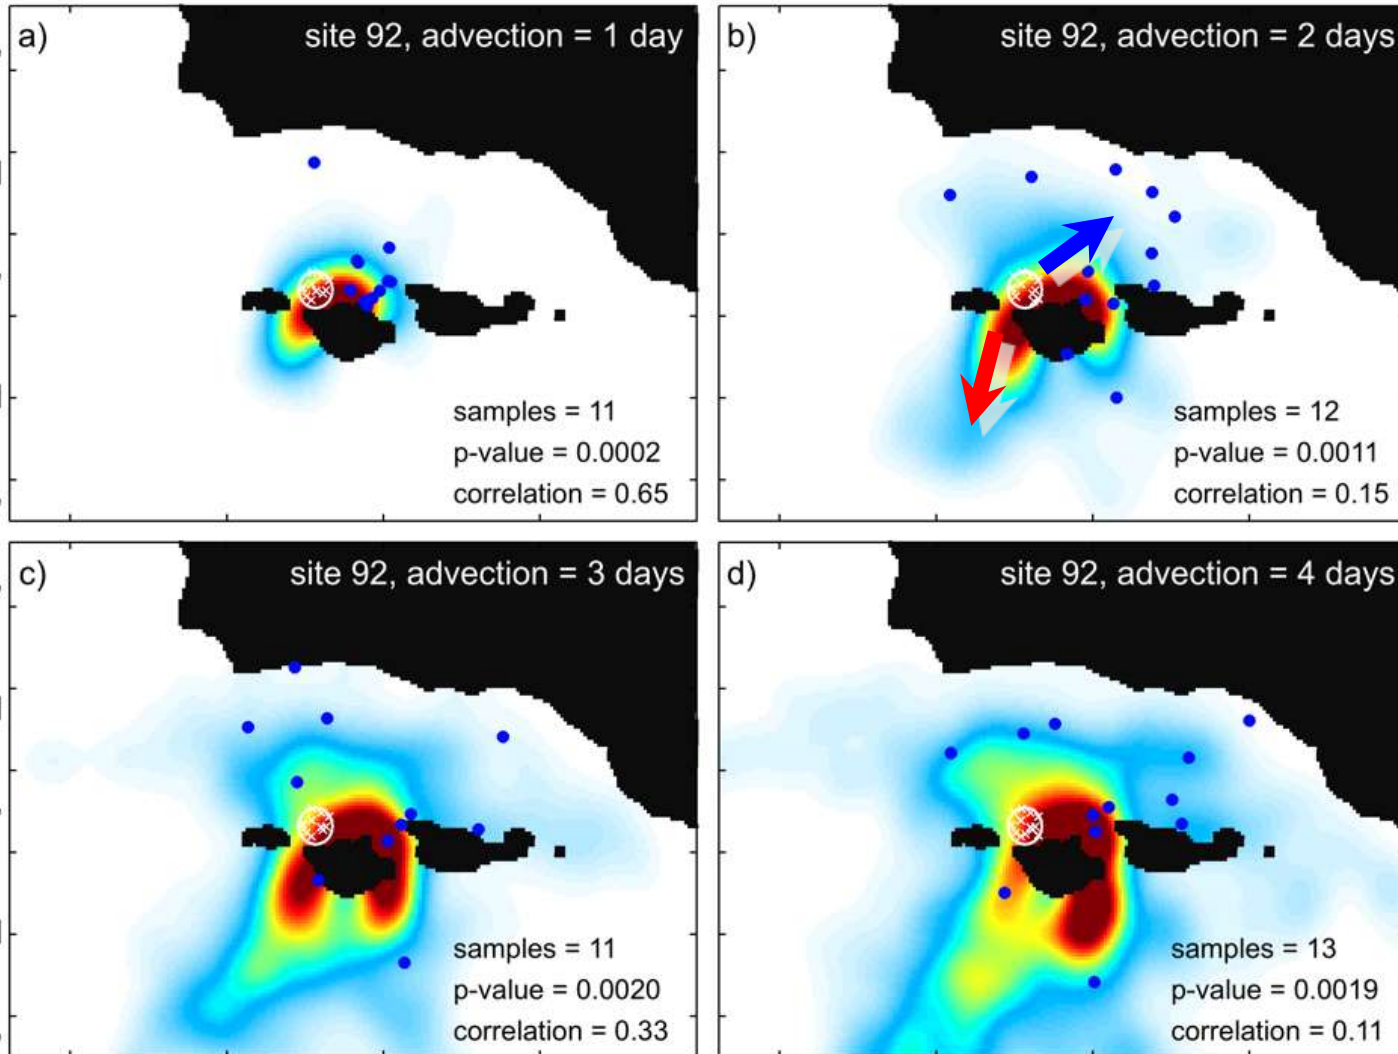 a)
site 92, advection = 1 day
samples = 11
p-value = 0.0002
correlation = 0.65
b)
site 92, advection = 2 days
samples = 12
p-value = 0.0011
correlation = 0.15
c)
site 92, advection = 3 days
samples = 11
p-value = 0.0020
correlation = 0.33
d)
site 92, advection = 4 days
samples = 13
p-value = 0.0019
correlation = 0.11